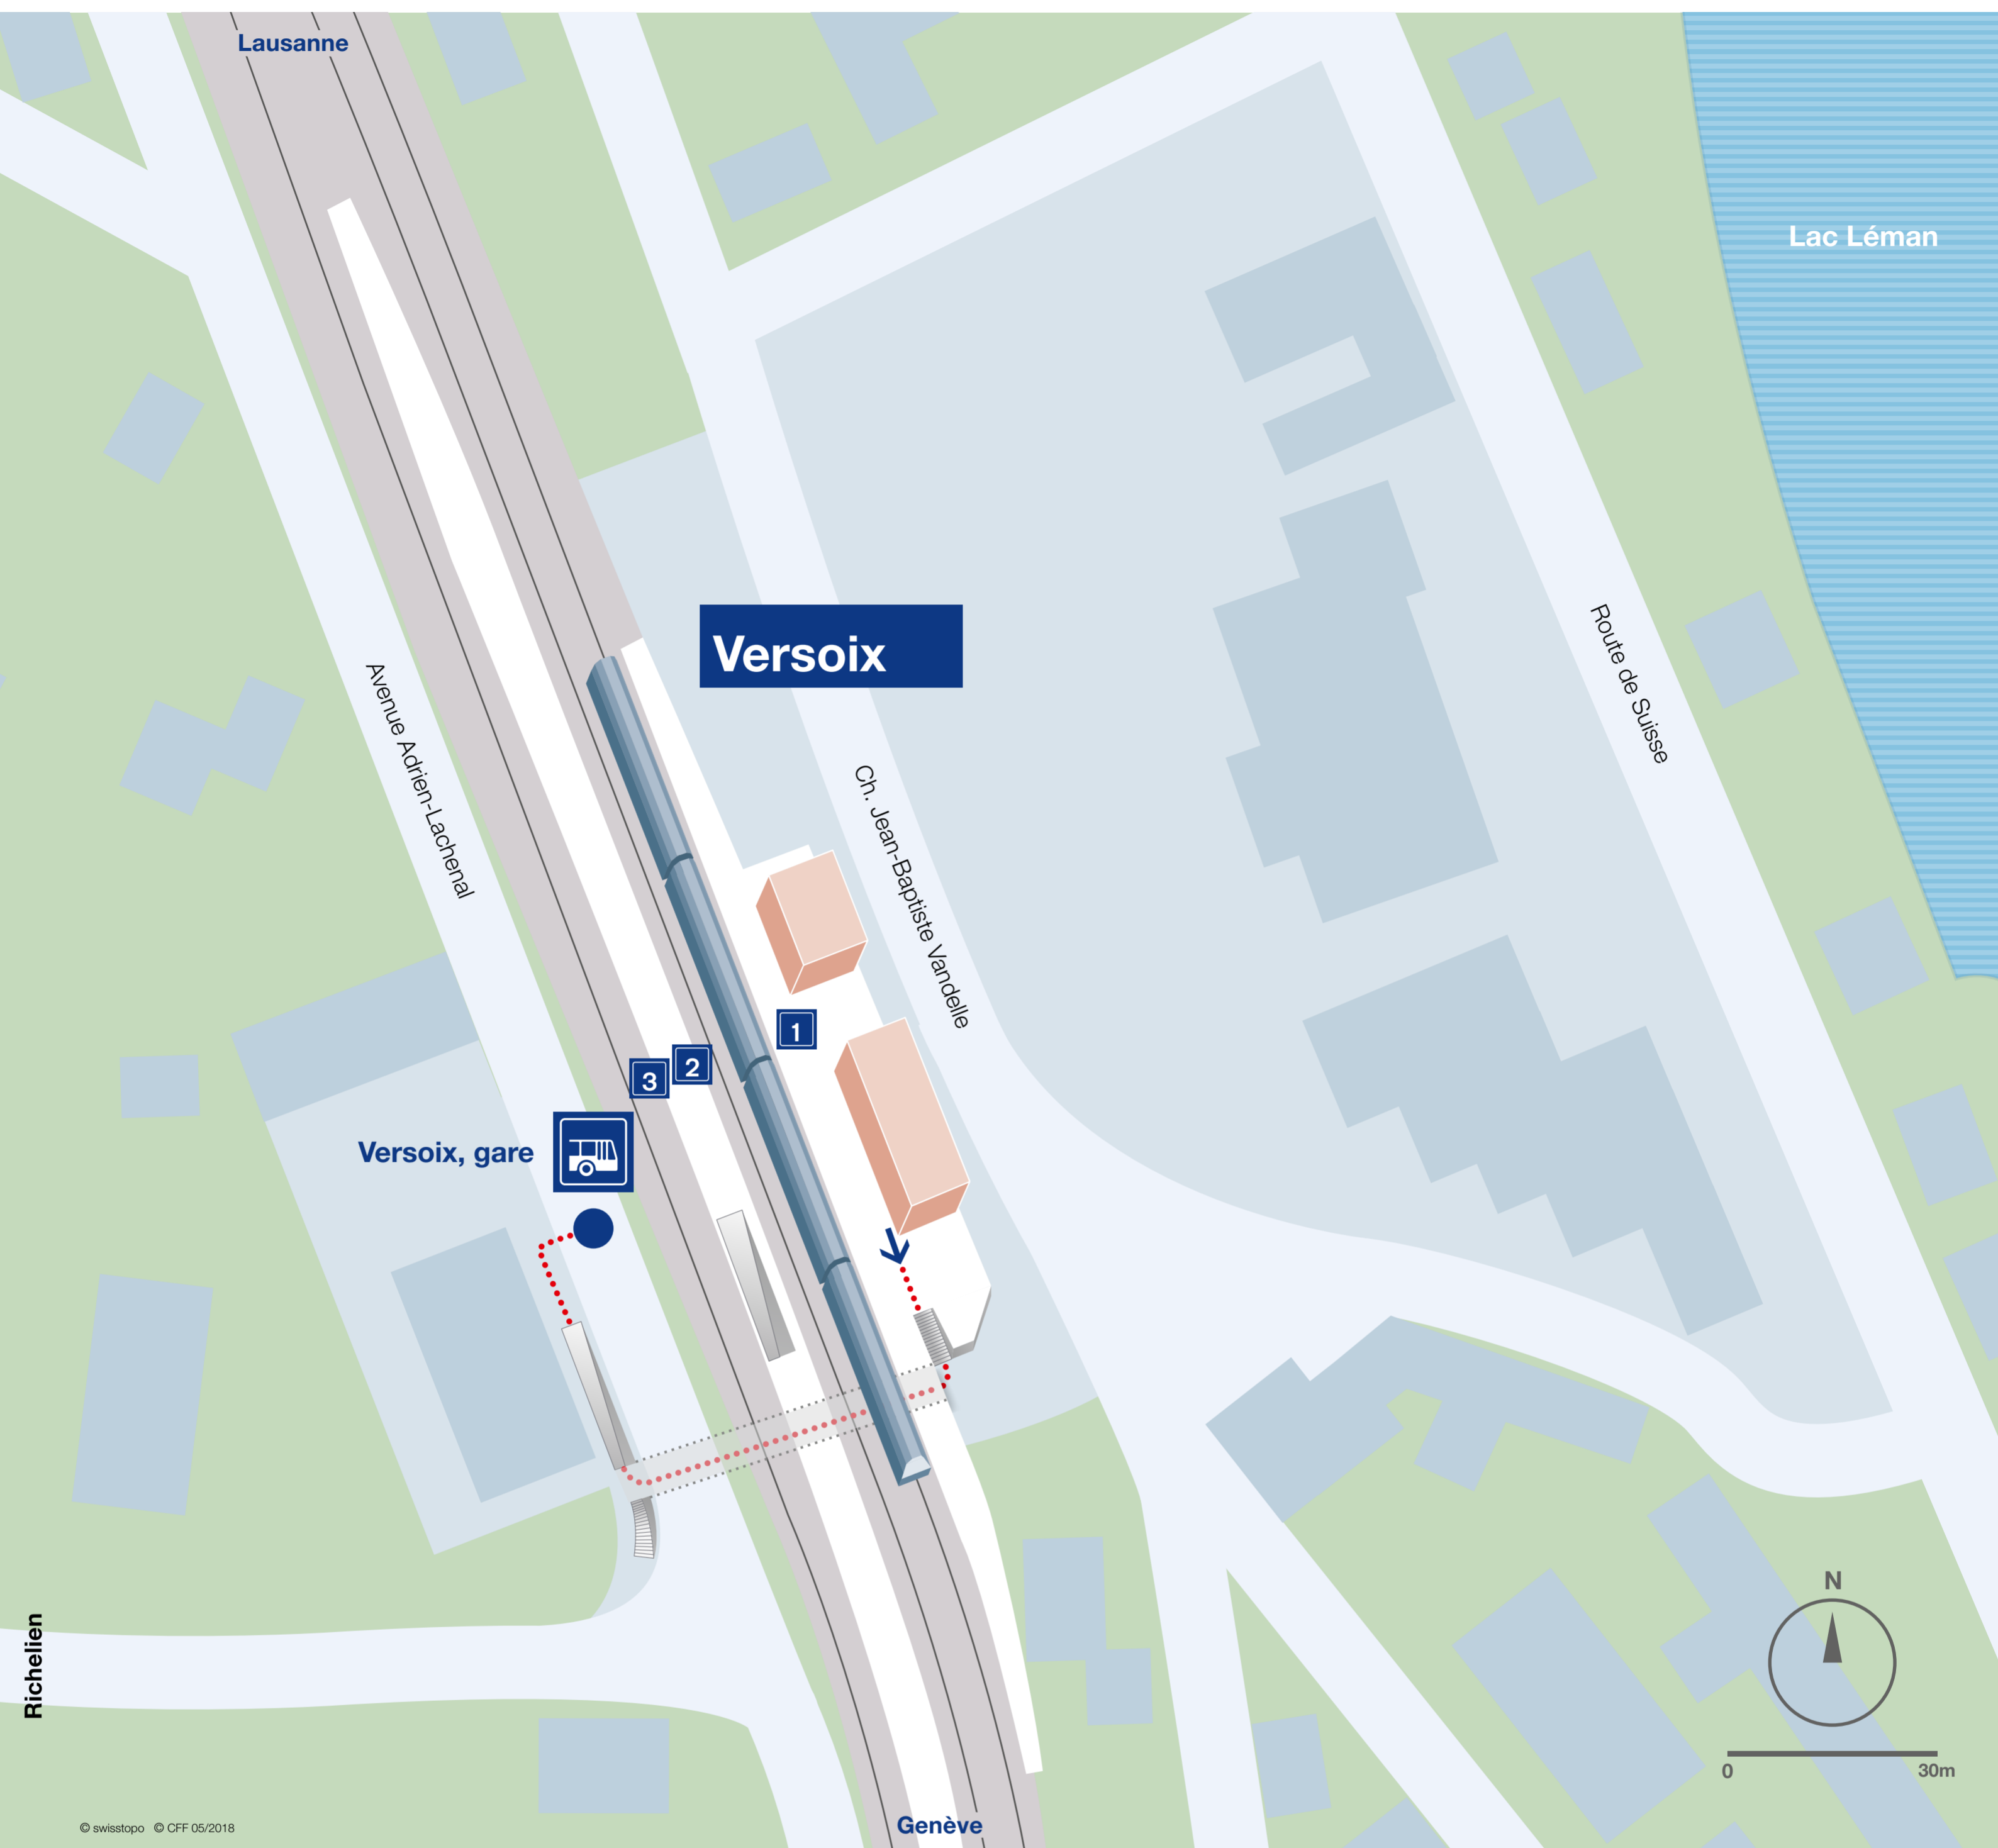 Lausanne
Lac Léman
Versoix
Route de Suisse
Avenue Adrien-Lachenal
Ch. Jean-Baptiste Vandelle
1
2
3
Versoix, gare
N
Richelien
0
30m
Genève
© swisstopo © CFF 05/2018